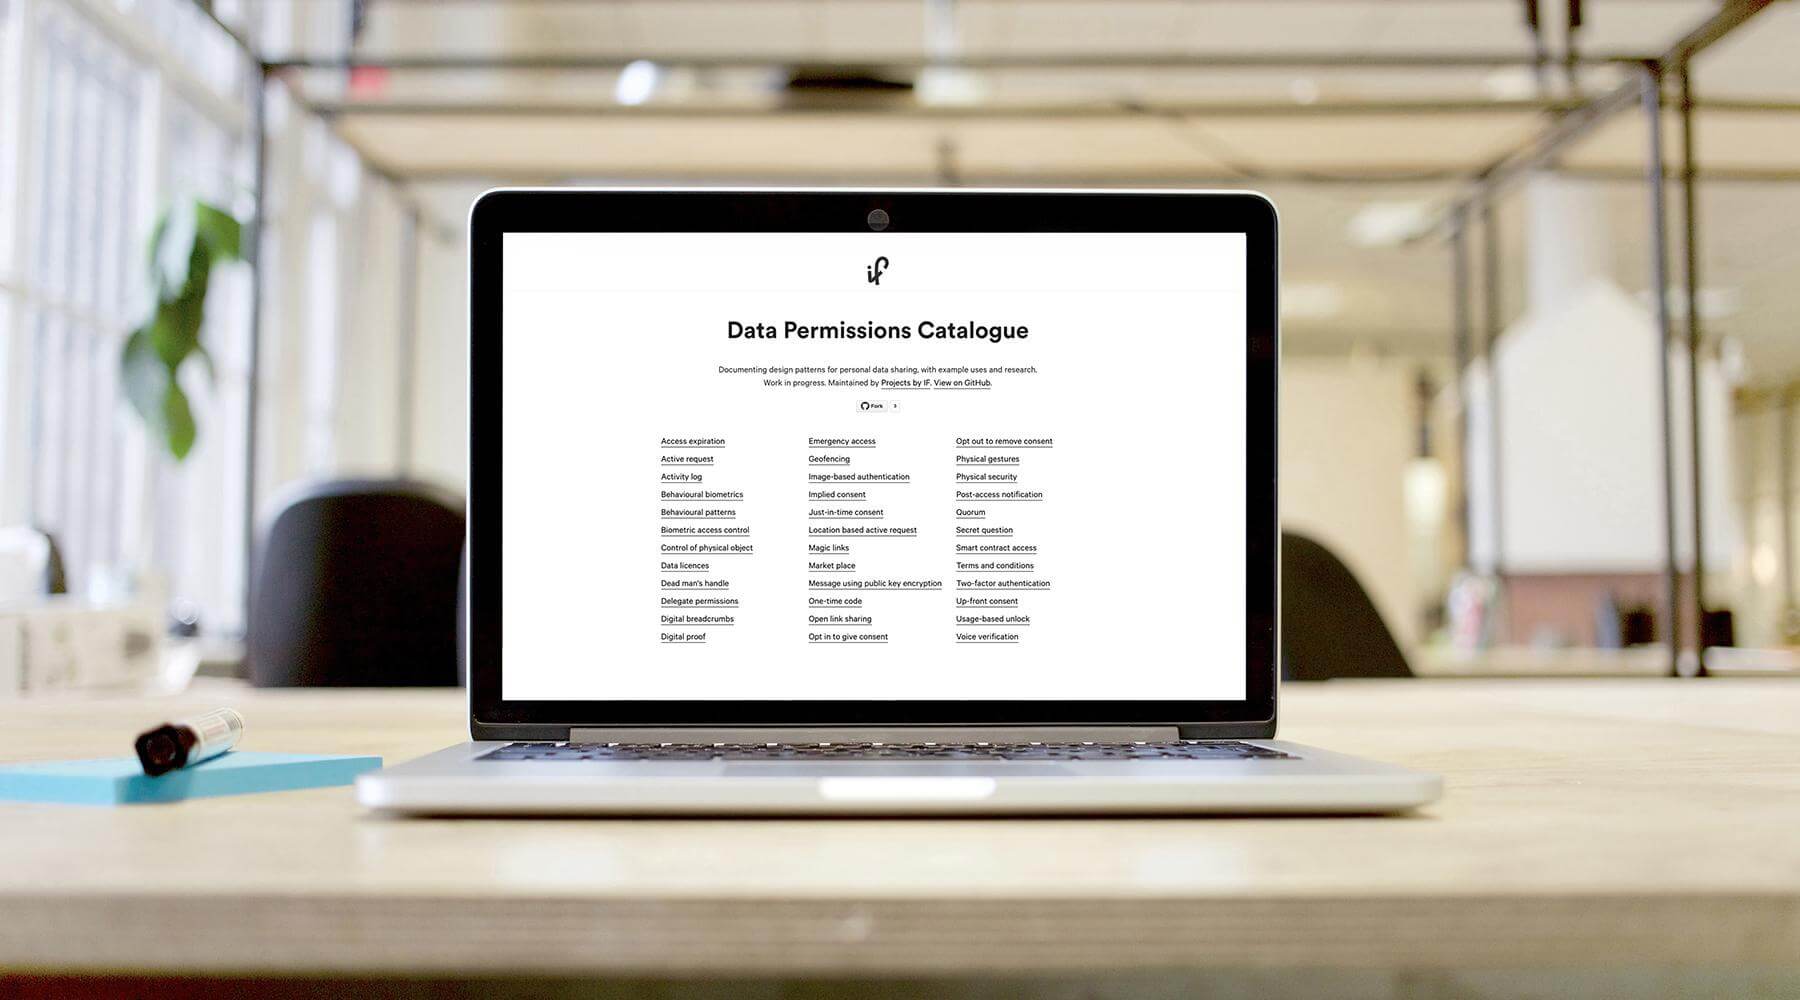 if
Data Permissions Catalogue
Documenting design patterns for personal data sharing, with example uses and research.
Work in progress. Maintained by Projects by IF. View on GitHub.
Fork 3
Access expiration
Active request
Activity log
Behavioural biometrics
Behavioural patterns
Biometric access control
Control of physical object
Data licences
Dead man's handle
Delegate permissions
Digital breadcrumbs
Digital proof
Emergency access
Geofencing
Image-based authentication
Implied consent
Just-in-time consent
Location based active request
Magic links
Market place
Message using public key encryption
One-time code
Open link sharing
Opt in to give consent
Opt out to remove consent
Physical gestures
Physical security
Post-access notification
Quorum
Secret question
Smart contract access
Terms and conditions
Two-factor authentication
Up-front consent
Usage-based unlock
Voice verification